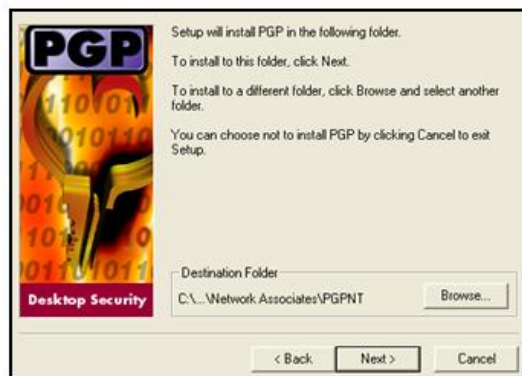 PGP
Desktop Security
Setup will install PGP in the following folder.
To install to this folder, click Next.
To install to a different folder, click Browse and select another
folder.
You can choose not to install PGP by clicking Cancel to exit
Setup.
Destination Folder
C:\...\Network Associates\PGPNT
Browse...
< Back
Next >
Cancel